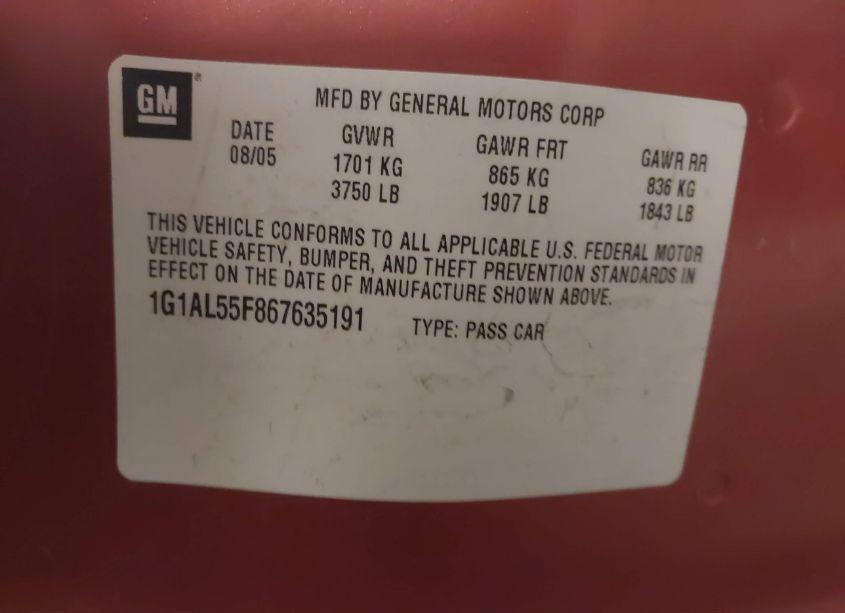 GM
MFD BY GENERAL MOTORS CORP
DATE GVWR GAWR FRT GAWR RR
08/05 1701 KG 865 KG 836 KG
3750 LB 1907 LB 1843 LB
THIS VEHICLE CONFORMS TO ALL APPLICABLE U.S. FEDERAL MOTOR
VEHICLE SAFETY, BUMPER, AND THEFT PREVENTION STANDARDS IN
EFFECT ON THE DATE OF MANUFACTURE SHOWN ABOVE.
1G1AL55F867635191 TYPE: PASS CAR